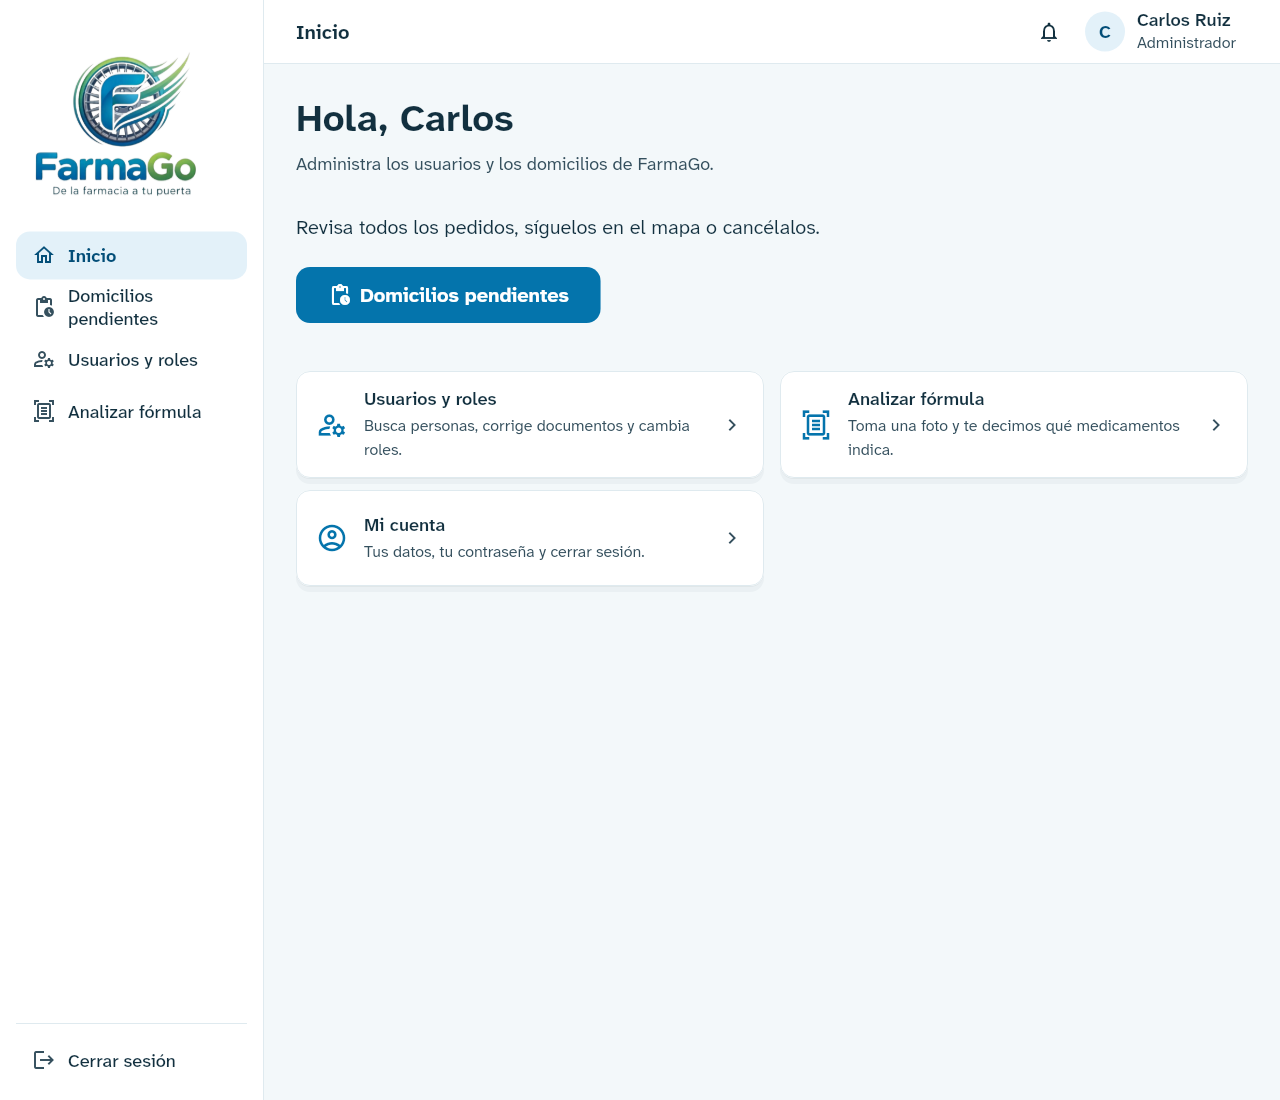 FarmaGo
De la farmacia a tu puerta
Inicio
Domicilios
pendientes
Usuarios y roles
Analizar fórmula
Cerrar sesión
Inicio
C
Carlos Ruiz
Administrador
Hola, Carlos
Administra los usuarios y los domicilios de FarmaGo.
Revisa todos los pedidos, síguelos en el mapa o cancélalos.
Domicilios pendientes
Usuarios y roles
Busca personas, corrige documentos y cambia
roles.
Analizar fórmula
Toma una foto y te decimos qué medicamentos
indica.
Mi cuenta
Tus datos, tu contraseña y cerrar sesión.